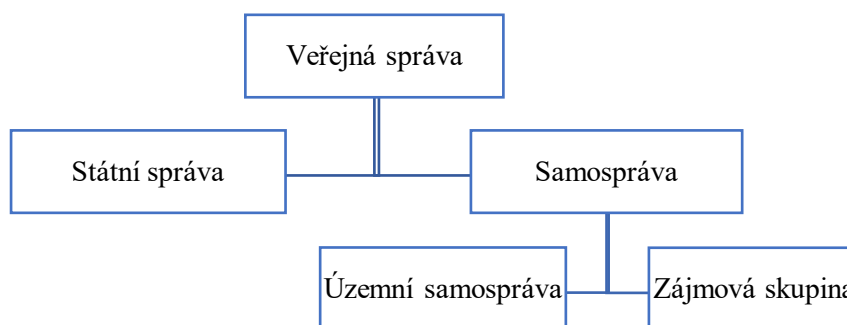 Veřejná správa
Státní správa
Samospráva
Územní samospráva
Zájmová skupina